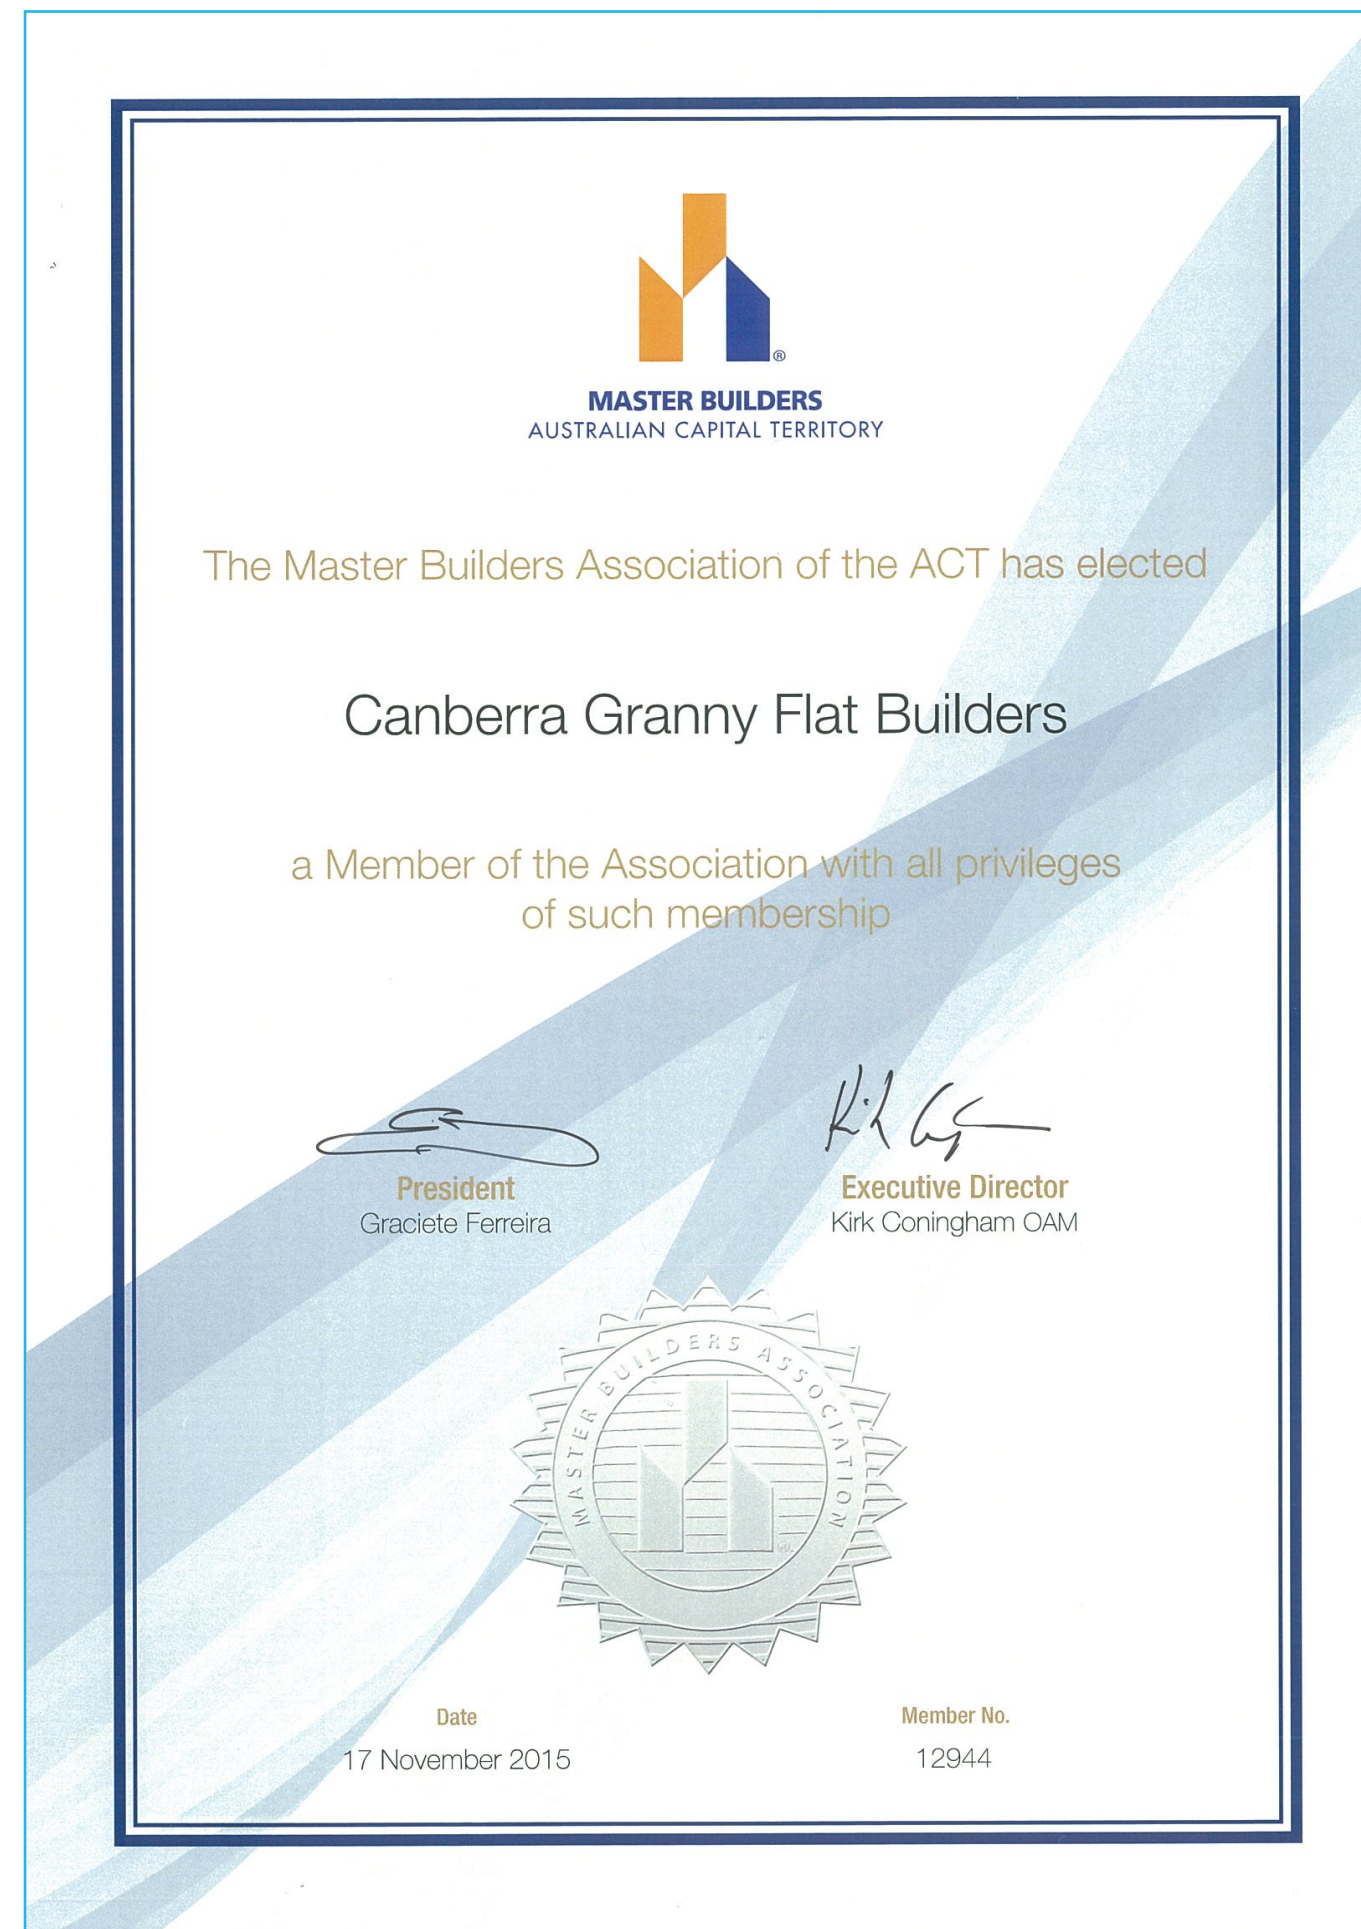 ®
MASTER BUILDERS
AUSTRALIAN CAPITAL TERRITORY
The Master Builders Association of the ACT has elected
Canberra Granny Flat Builders
a Member of the Association with all privileges
of such membership
President
Graciete Ferreira
Executive Director
Kirk Coningham OAM
MASTER BUILDERS ASSOCIATION
Date
17 November 2015
Member No.
12944